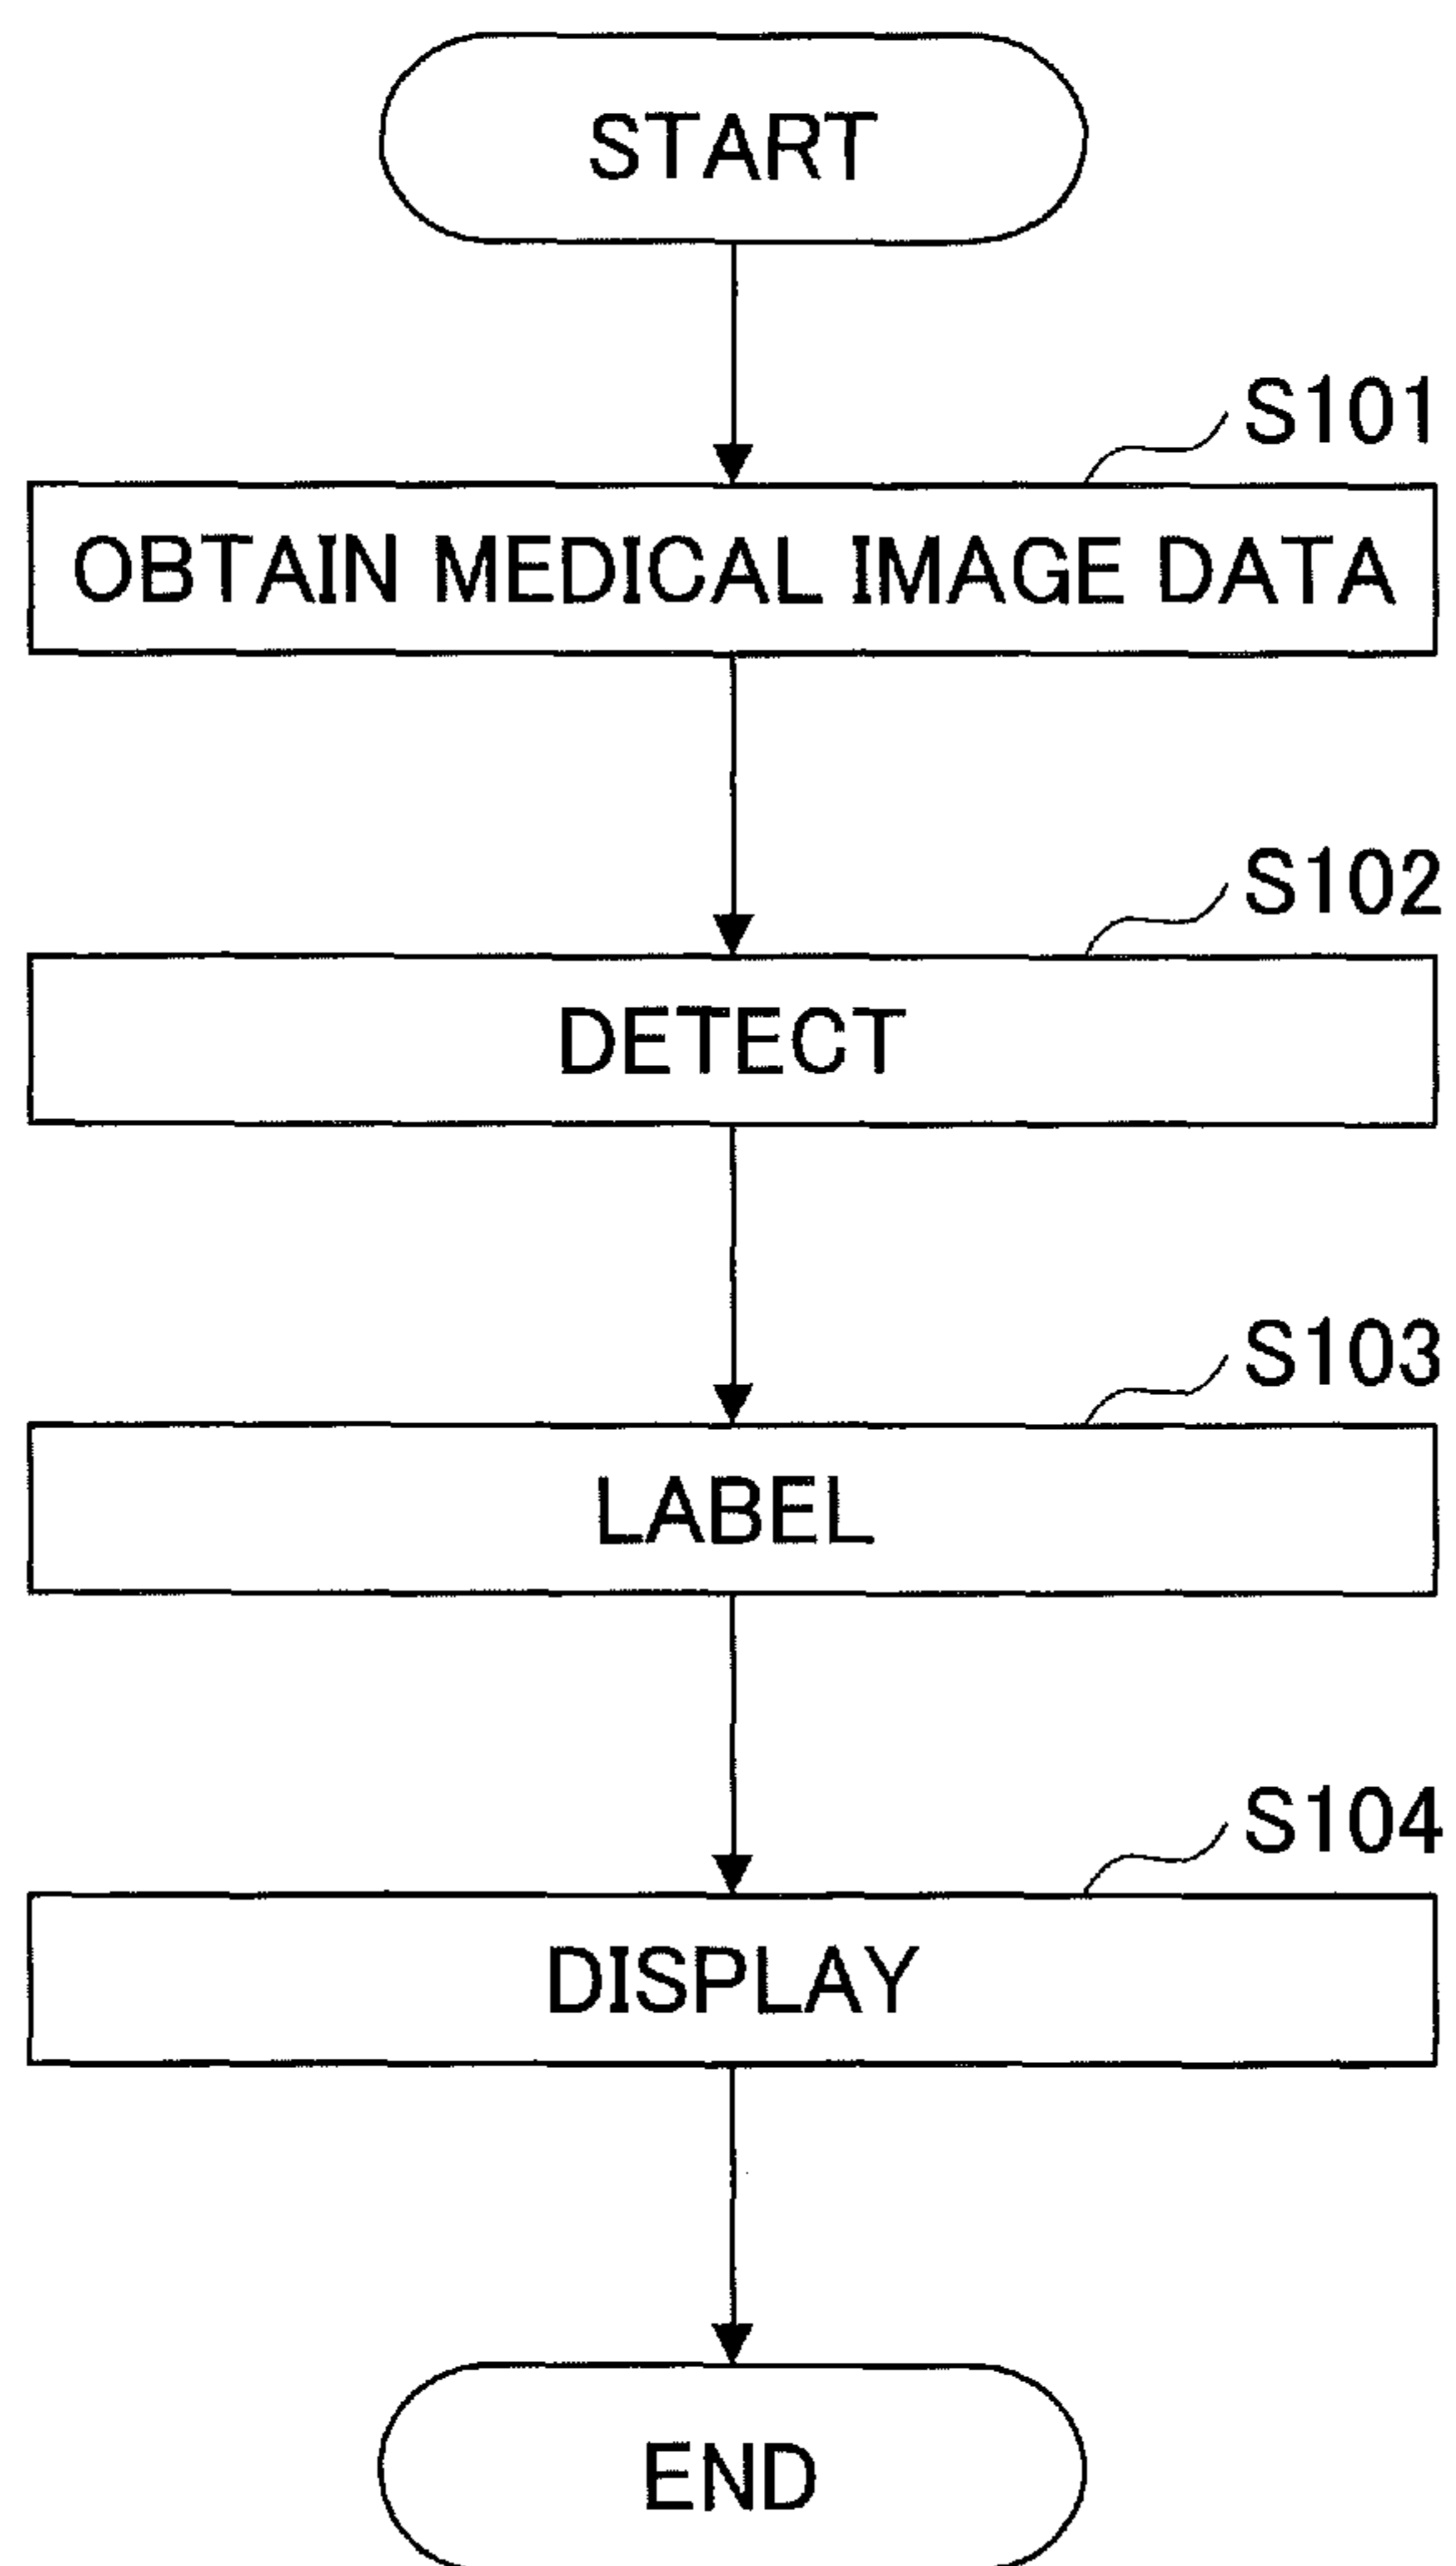 START
S101
OBTAIN MEDICAL IMAGE DATA
S102
DETECT
S103
LABEL
S104
DISPLAY
END